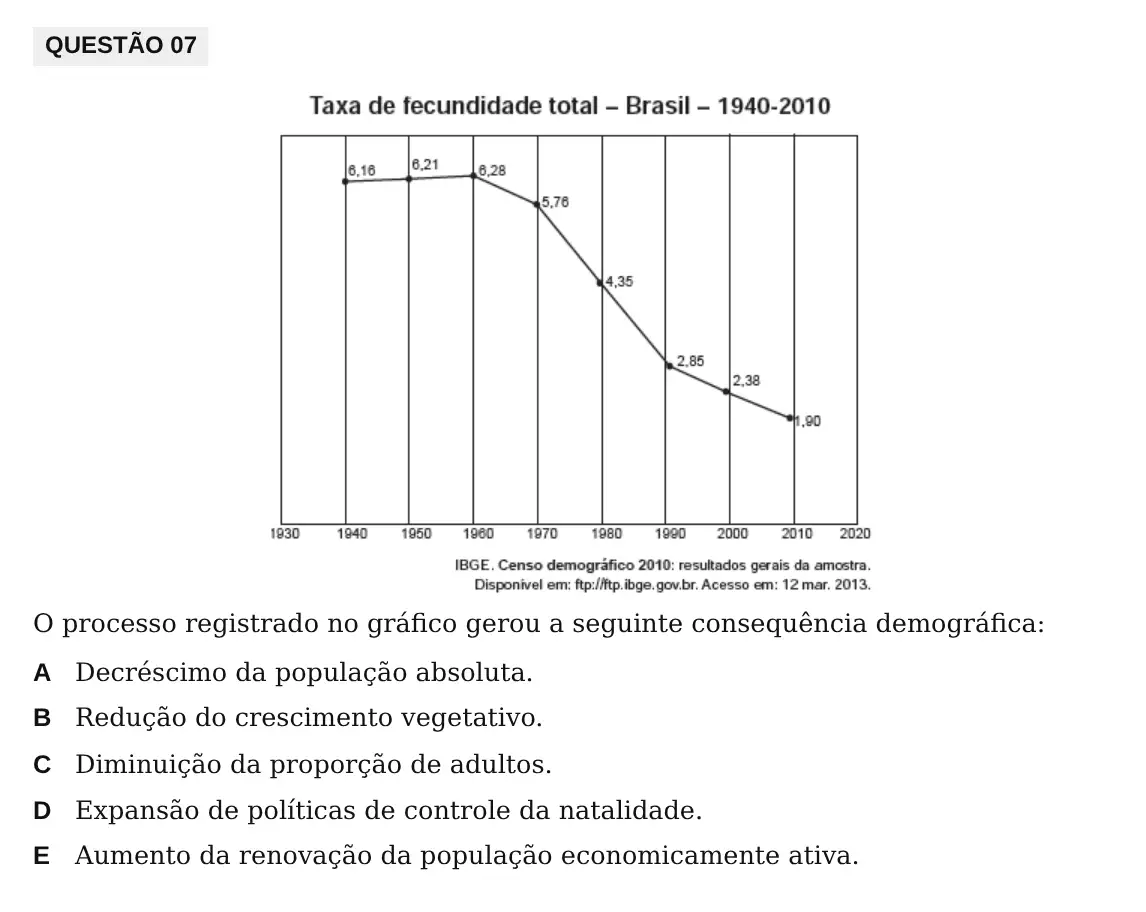 QUESTÃO 07
Taxa de fecundidade total – Brasil – 1940-2010
6,16
6,21
6,28
5,76
4,35
2,85
2,38
1,90
1930 1940 1950 1960 1970 1980 1990 2000 2010 2020
IBGE. Censo demográfico 2010: resultados gerais da amostra.
Disponível em: ftp://ftp.ibge.gov.br. Acesso em: 12 mar. 2013.
O processo registrado no gráfico gerou a seguinte consequência demográfica:
A Decréscimo da população absoluta.
B Redução do crescimento vegetativo.
C Diminuição da proporção de adultos.
D Expansão de políticas de controle da natalidade.
E Aumento da renovação da população economicamente ativa.